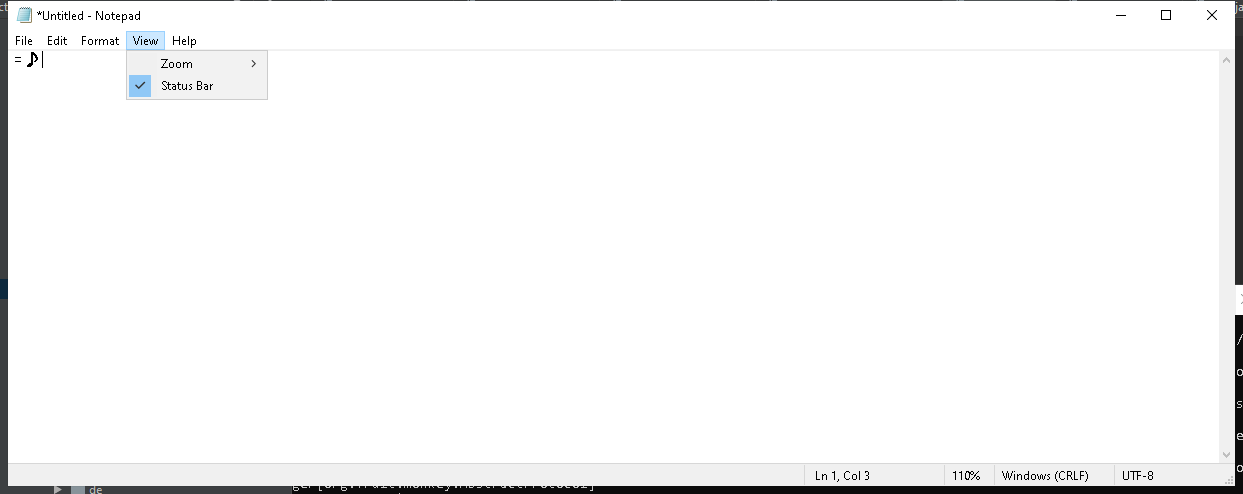 *Untitled - Notepad
File Edit Format View Help
= ♪
Zoom
Status Bar
Ln 1, Col 3 110% Windows (CRLF) UTF-8
de